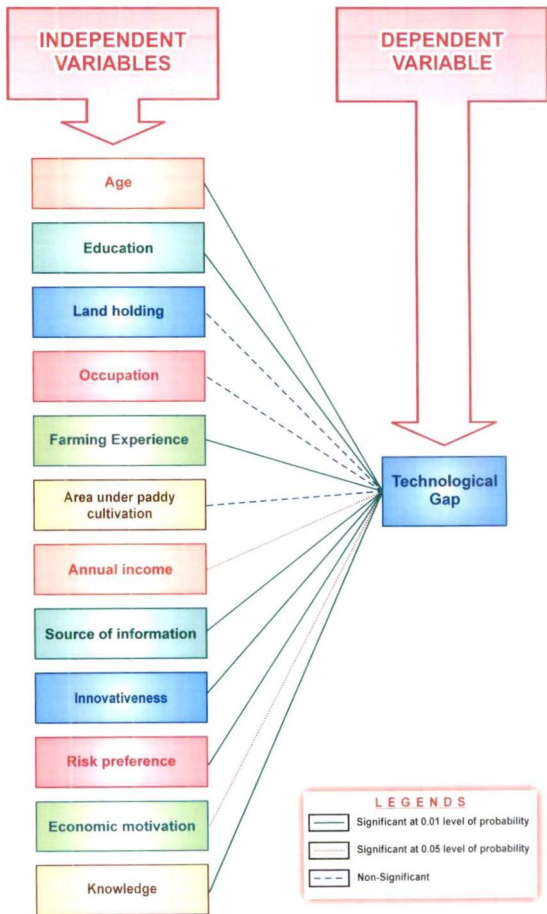 INDEPENDENT
VARIABLES
DEPENDENT
VARIABLE
Age
Education
Land holding
Occupation
Farming Experience
Area under paddy
cultivation
Annual income
Source of information
Innovativeness
Risk preference
Economic motivation
Knowledge
Technological
Gap
LEGENDS
Significant at 0.01 level of probability
Significant at 0.05 level of probability
Non-Significant